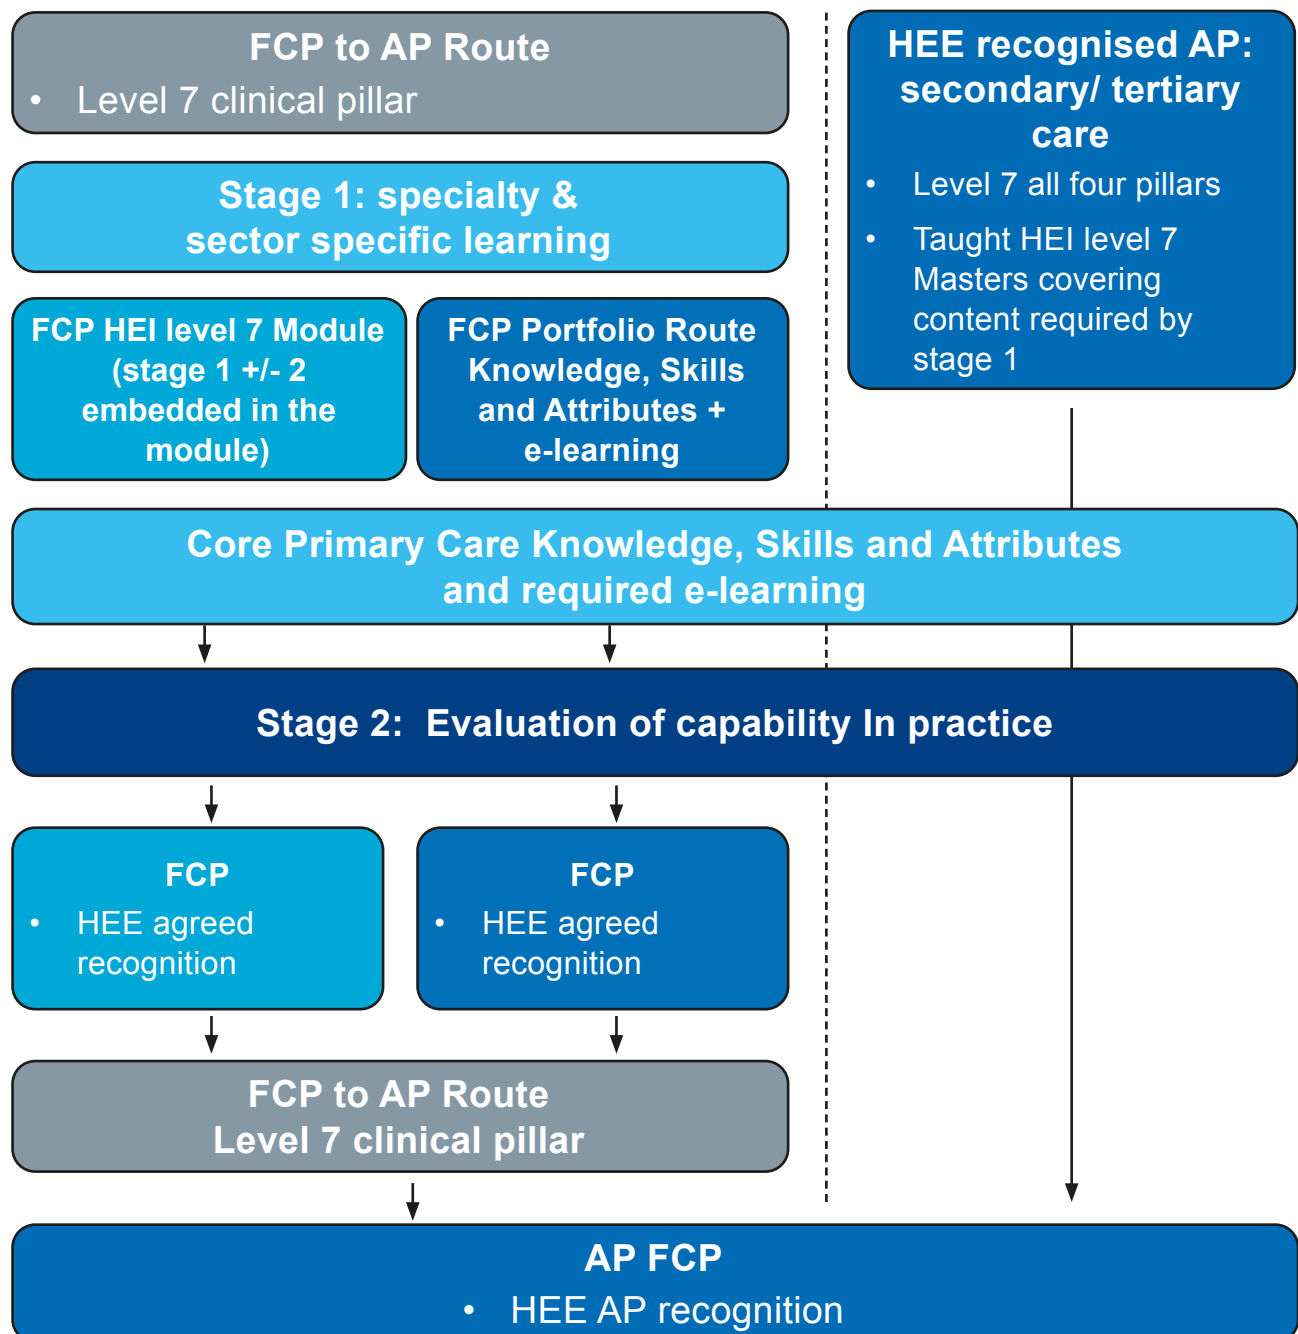 FCP to AP Route
• Level 7 clinical pillar
Stage 1: specialty &
sector specific learning
FCP HEI level 7 Module
(stage 1 +/- 2
embedded in the
module)
FCP Portfolio Route
Knowledge, Skills
and Attributes +
e-learning
HEE recognised AP:
secondary/ tertiary
care
• Level 7 all four pillars
• Taught HEI level 7
Masters covering
content required by
stage 1
Core Primary Care Knowledge, Skills and Attributes
and required e-learning
Stage 2:  Evaluation of capability In practice
FCP
• HEE agreed
recognition
FCP
• HEE agreed
recognition
FCP to AP Route
Level 7 clinical pillar
AP FCP
• HEE AP recognition